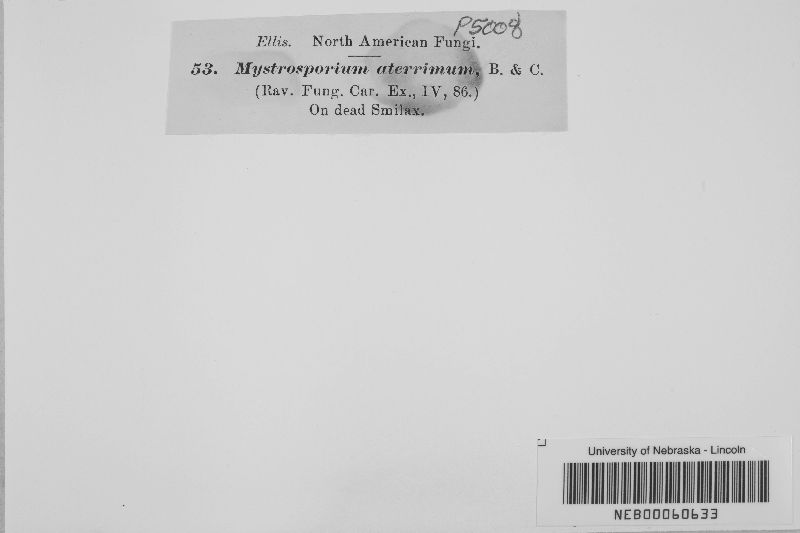 P5008
Ellis. North American Fungi.
53. Mystrosporium aterrimum, B. & C.
(Rav. Fung. Car. Ex., IV, 86.)
On dead Smilax.
University of Nebraska - Lincoln
NEB00060633